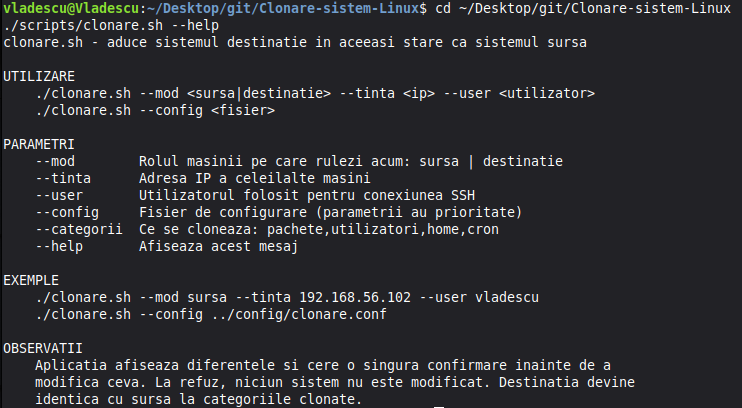 vladescu@Vladescu:~/Desktop/git/Clonare-sistem-Linux$ cd ~/Desktop/git/Clonare-sistem-Linux
./scripts/clonare.sh --help
clonare.sh - aduce sistemul destinatie in aceeasi stare ca sistemul sursa

UTILIZARE
    ./clonare.sh --mod <sursa|destinatie> --tinta <ip> --user <utilizator>
    ./clonare.sh --config <fisier>

PARAMETRI
    --mod        Rolul masinii pe care rulezi acum: sursa | destinatie
    --tinta      Adresa IP a celeilalte masini
    --user       Utilizatorul folosit pentru conexiunea SSH
    --config     Fisier de configurare (parametrii au prioritate)
    --categorii  Ce se cloneaza: pachete,utilizatori,home,cron
    --help       Afiseaza acest mesaj

EXEMPLE
    ./clonare.sh --mod sursa --tinta 192.168.56.102 --user vladescu
    ./clonare.sh --config ../config/clonare.conf

OBSERVATII
    Aplicatia afiseaza diferentele si cere o singura confirmare inainte de a
    modifica ceva. La refuz, niciun sistem nu este modificat. Destinatia devine
    identica cu sursa la categoriile clonate.